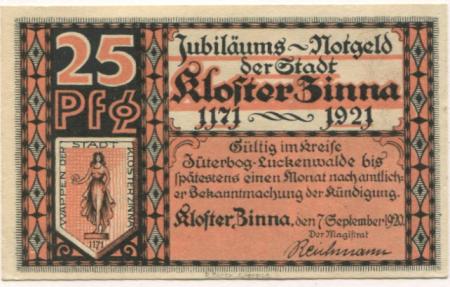 25
Pfg
WAPPEN DER STADT KLOSTER ZINNA
1171
Jubiläums~Notgeld
der Stadt
Kloster Zinna
1171 1921
Gültig im Kreise
Jüterbog-Luckenwalde bis
spätestens einen Monat nach amtlich-
er Bekanntmachung der Kündigung.
Kloster Zinna, den 7 September 1920.
Der Magistrat